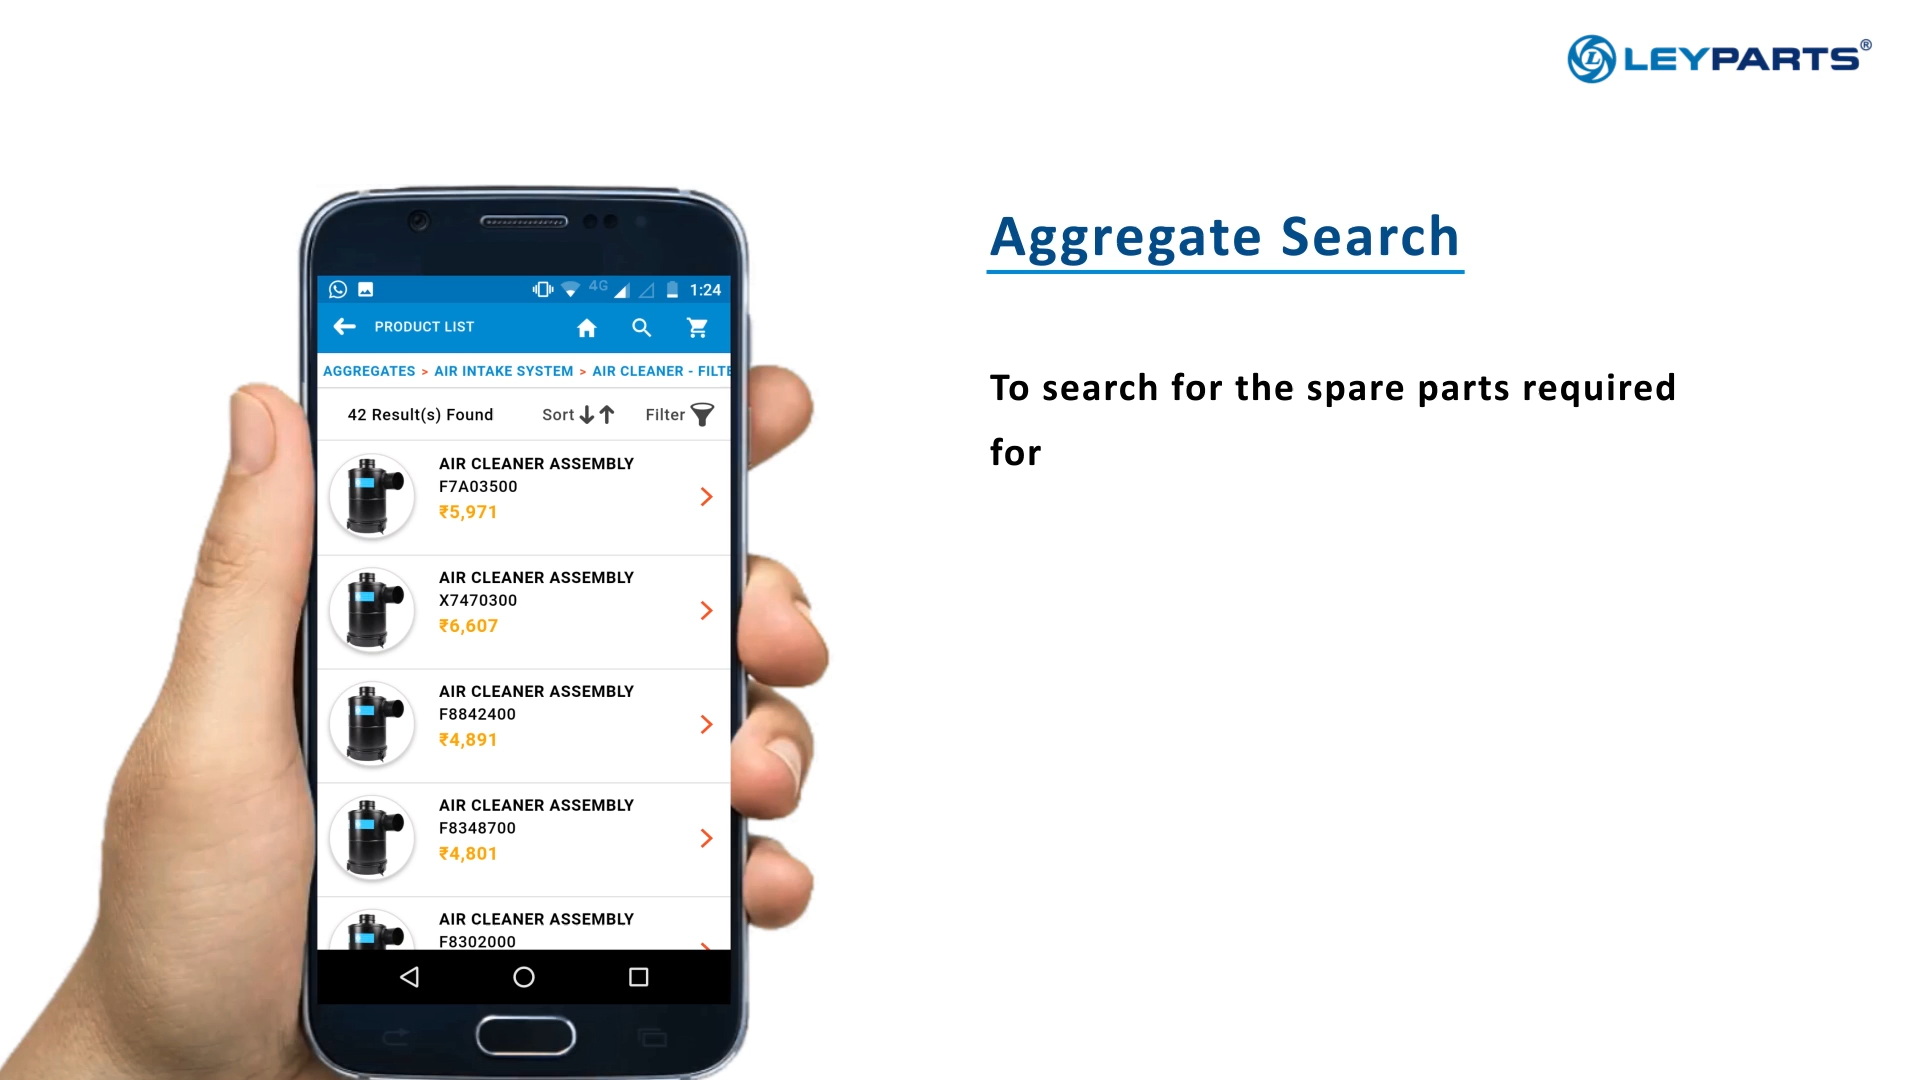 LEYPARTS®
Aggregate Search
To search for the spare parts required
for
4G 1:24
PRODUCT LIST
AGGREGATES > AIR INTAKE SYSTEM > AIR CLEANER - FILTE
42 Result(s) Found Sort Filter
AIR CLEANER ASSEMBLY
F7A03500
₹5,971
AIR CLEANER ASSEMBLY
X7470300
₹6,607
AIR CLEANER ASSEMBLY
F8842400
₹4,891
AIR CLEANER ASSEMBLY
F8348700
₹4,801
AIR CLEANER ASSEMBLY
F8302000